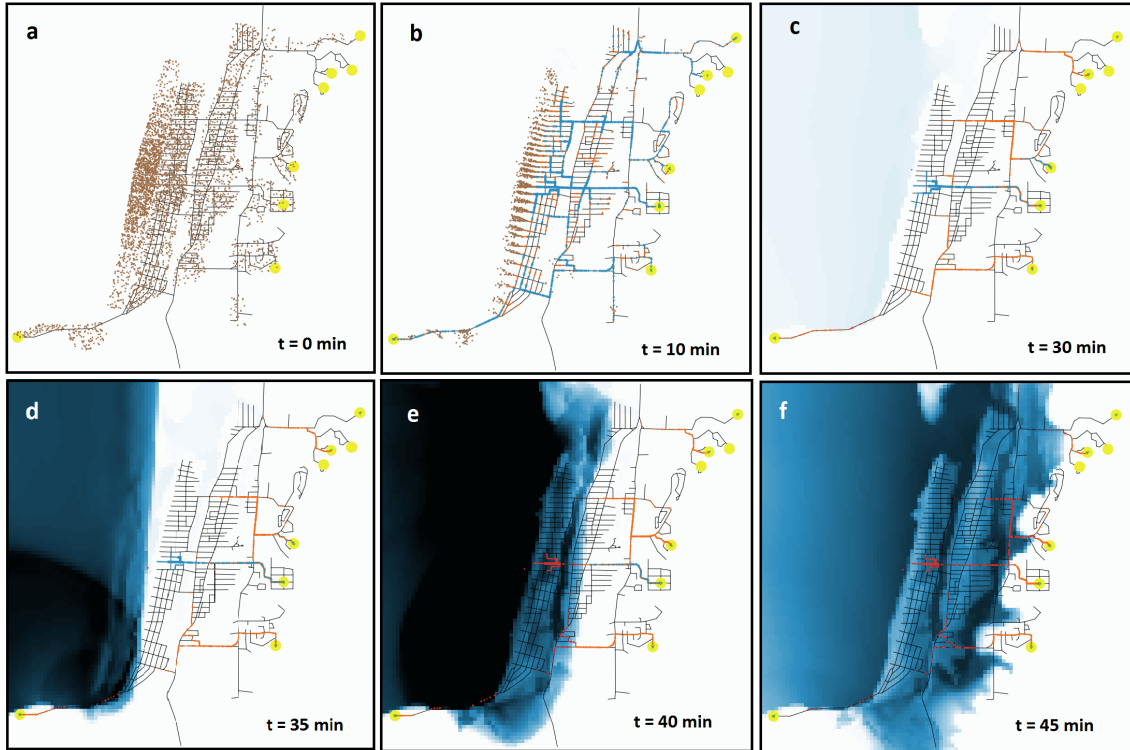 a
t = 0 min
b
t = 10 min
c
t = 30 min
d
t = 35 min
e
t = 40 min
f
t = 45 min